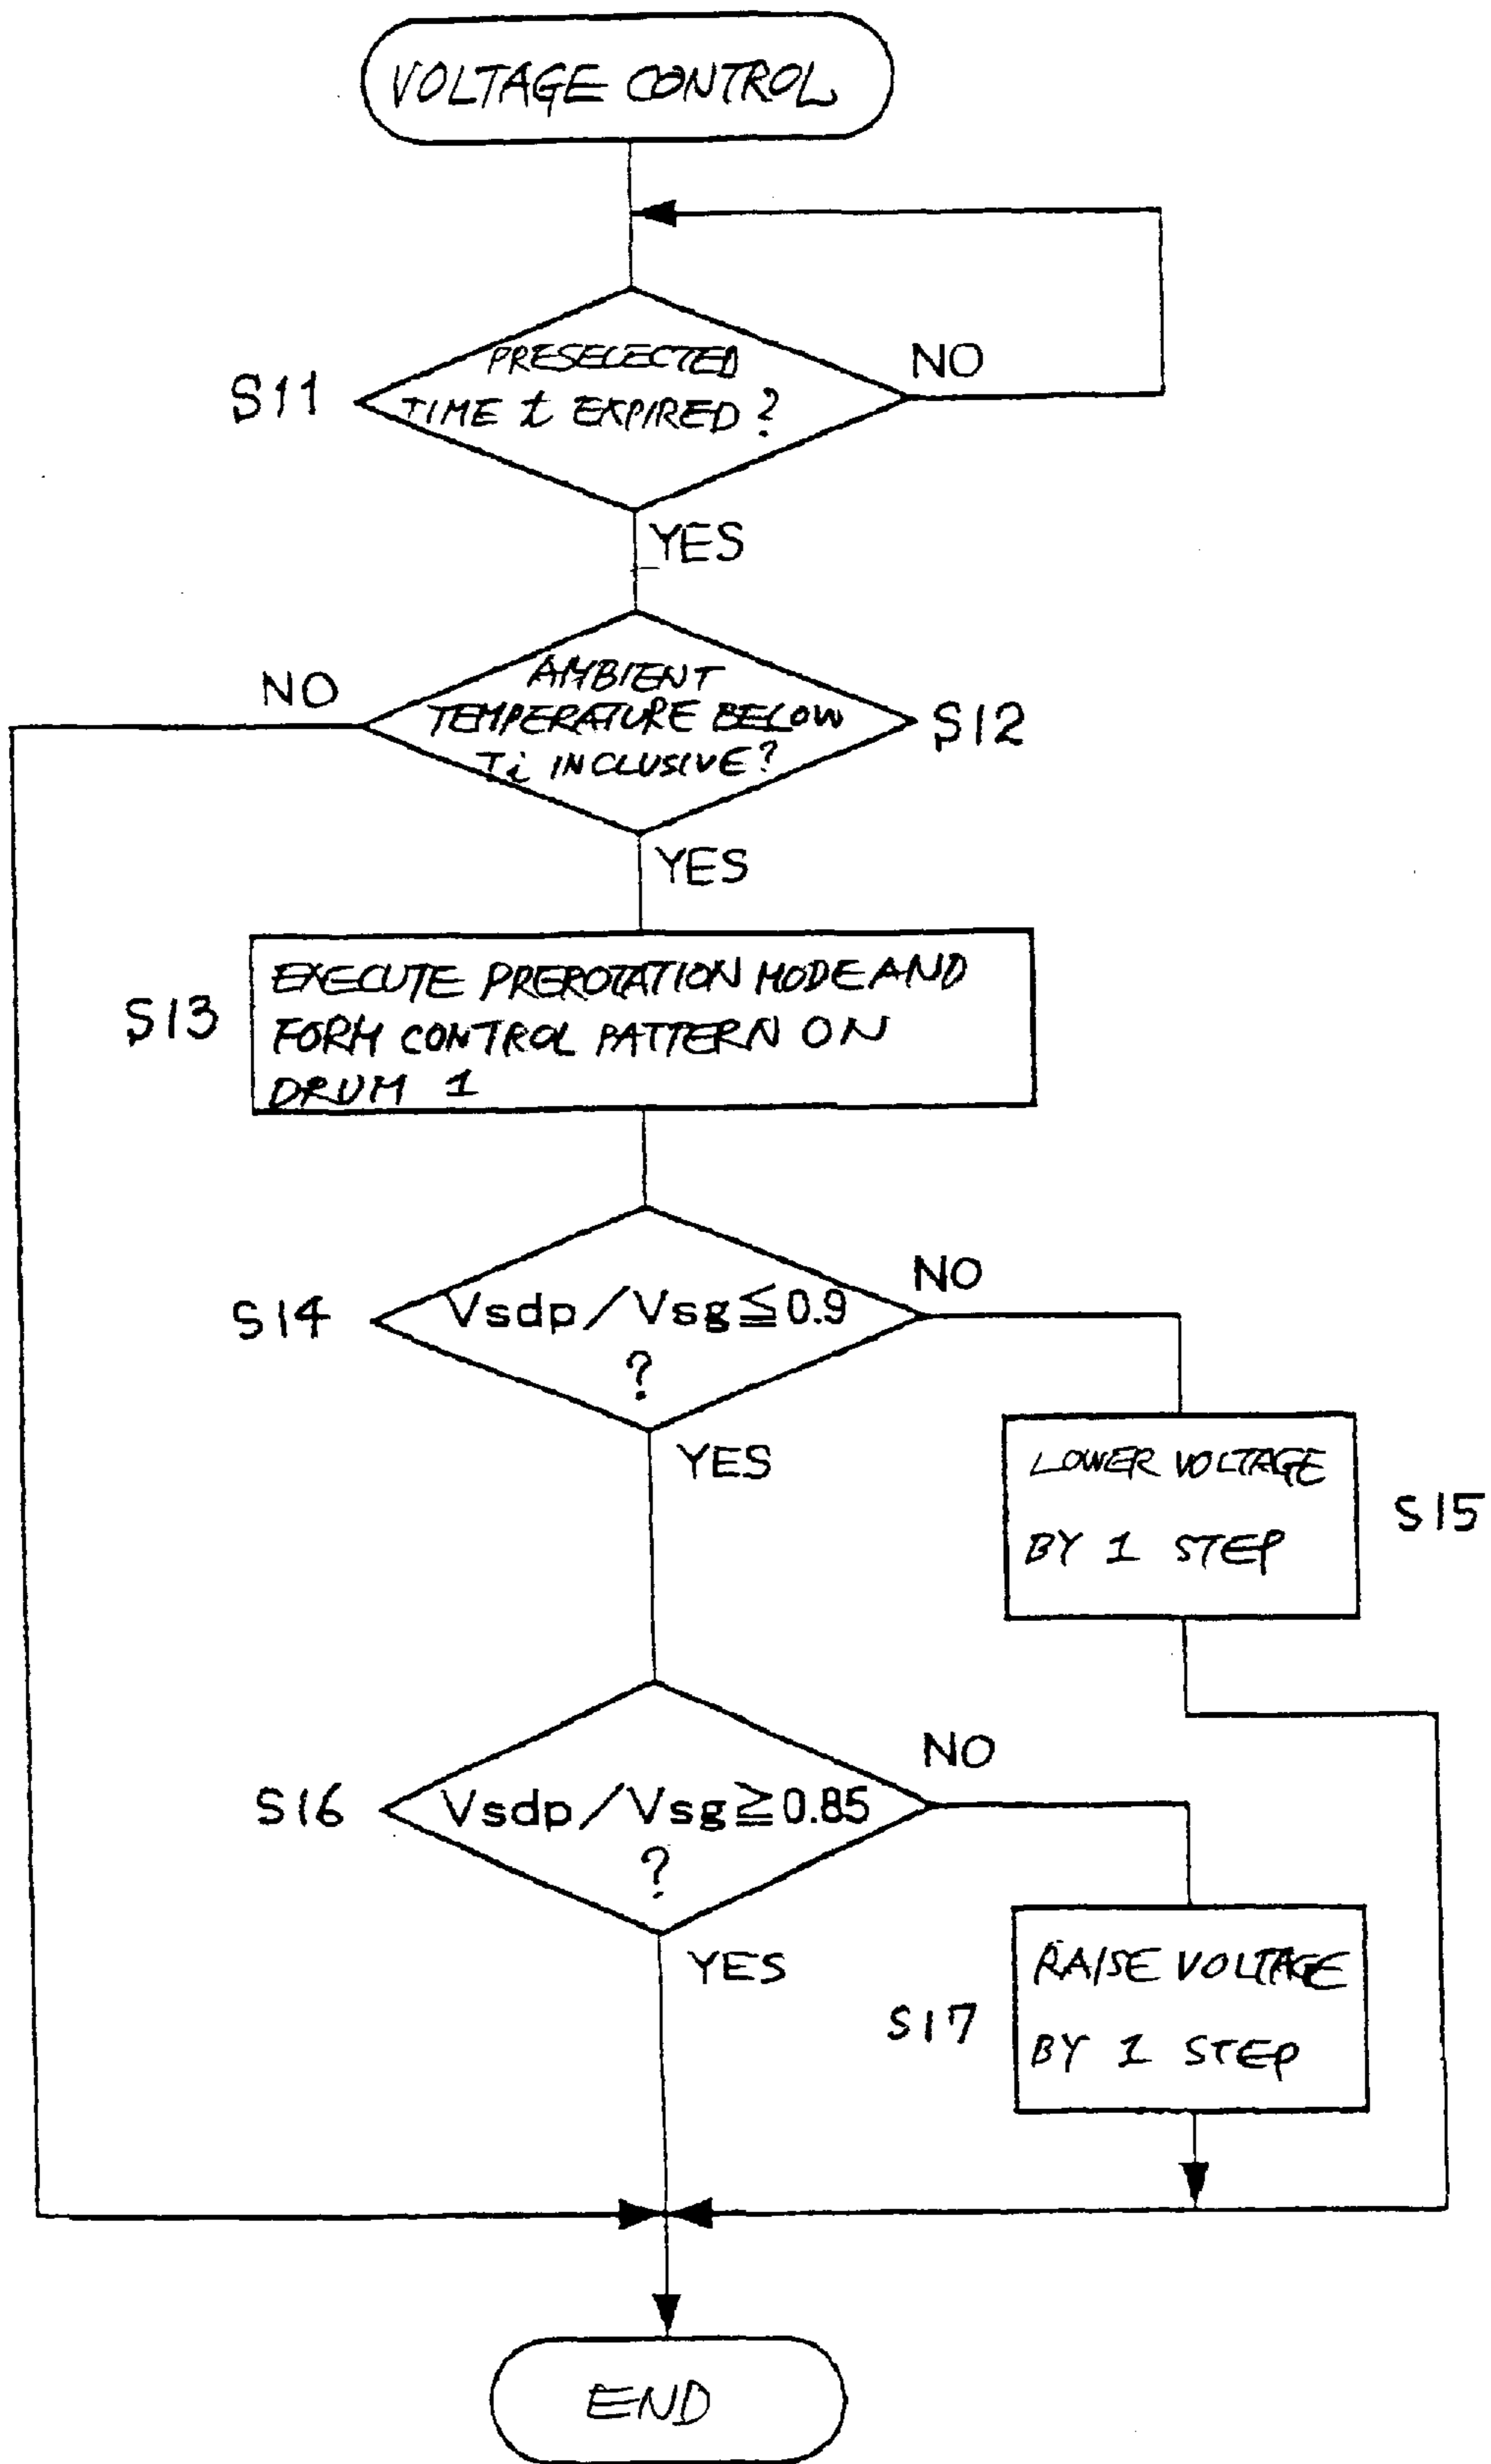 VOLTAGE CONTROL
S11
PRESELECTED
TIME t EXPIRED?
NO
YES
NO
AMBIENT
TEMPERATURE BELOW
Ti INCLUSIVE?
S12
YES
S13
EXECUTE PREROTATION MODE AND
FORM CONTROL PATTERN ON
DRUM 1
S14
Vsdp/Vsg≦0.9
?
NO
YES
LOWER VOLTAGE
BY 1 STEP
S15
S16
Vsdp/Vsg≧0.85
?
NO
YES
S17
RAISE VOLTAGE
BY 1 STEP
END